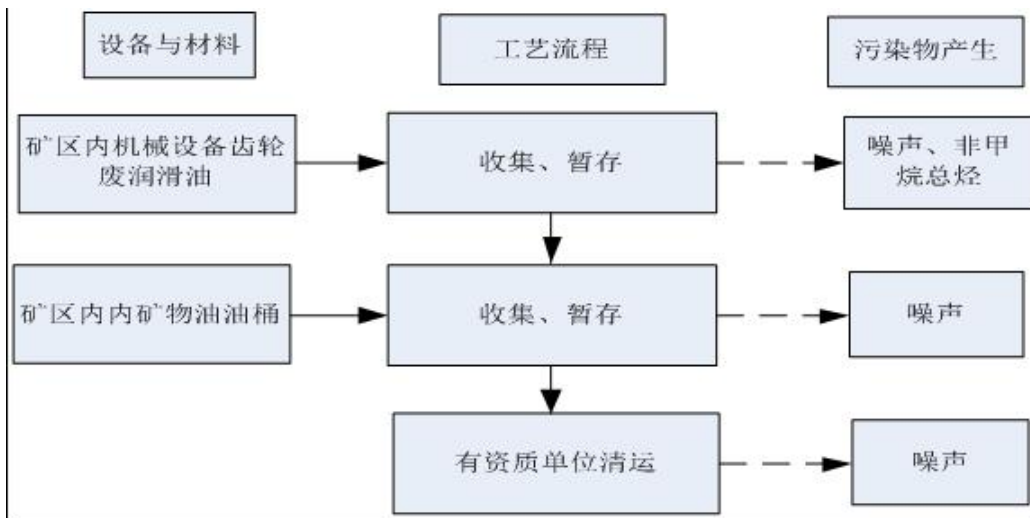 设备与材料
工艺流程
污染物产生
矿区内机械设备齿轮
废润滑油
收集、暂存
噪声、非甲
烷总烃
矿区内内矿物油油桶
收集、暂存
噪声
有资质单位清运
噪声